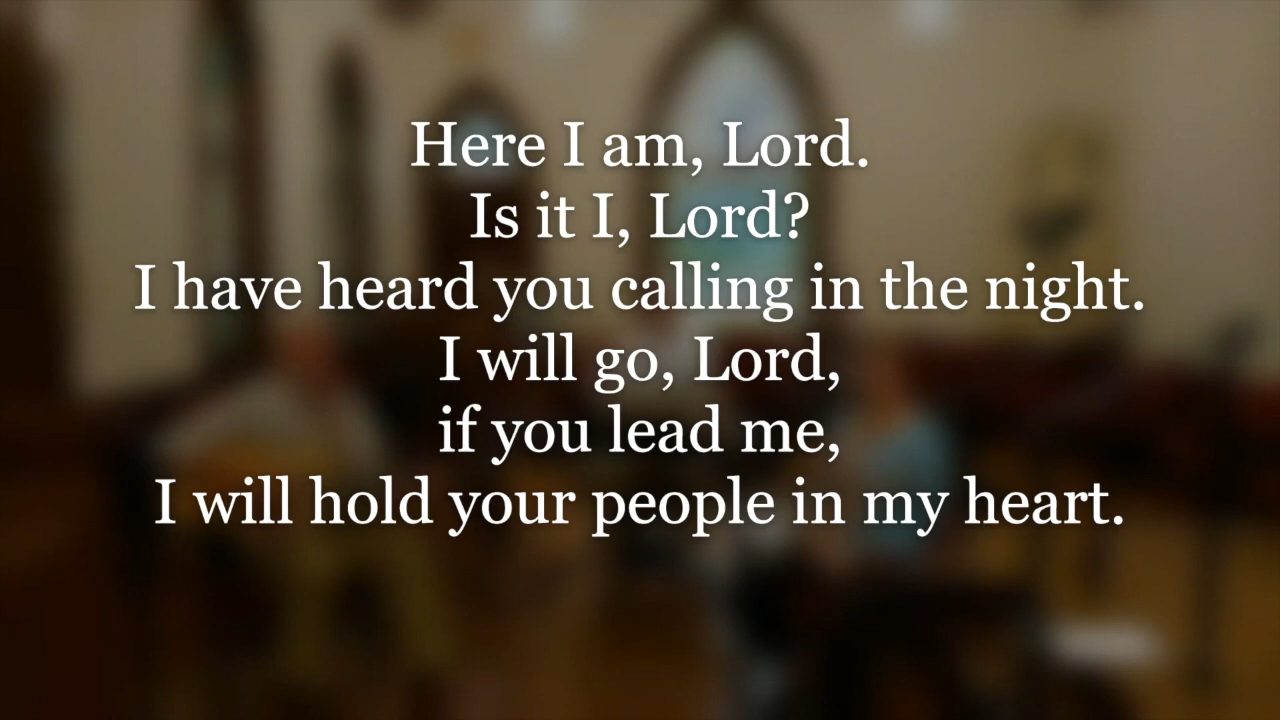 Here I am, Lord.
Is it I, Lord?
I have heard you calling in the night.
I will go, Lord,
if you lead me,
I will hold your people in my heart.